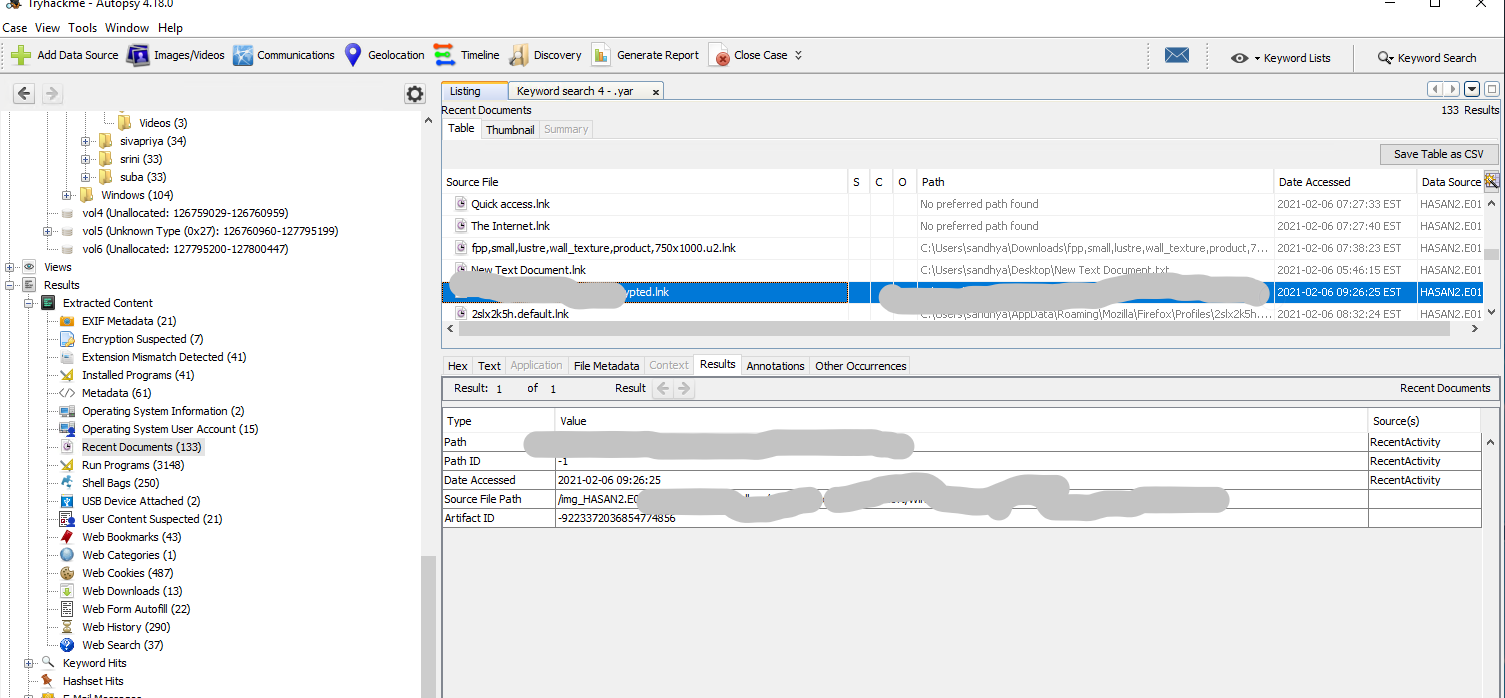 Tryhackme - Autopsy 4.18.0
Case View Tools Window Help
Add Data Source Images/Videos Communications Geolocation Timeline Discovery Generate Report Close Case Keyword Lists Keyword Search
Videos (3)
sivapriya (34)
srini (33)
suba (33)
Windows (104)
vol4 (Unallocated: 126759029-126760959)
vol5 (Unknown Type (0x27): 126760960-127795199)
vol6 (Unallocated: 127795200-127800447)
Views
Results
Extracted Content
EXIF Metadata (21)
Encryption Suspected (7)
Extension Mismatch Detected (41)
Installed Programs (41)
Metadata (61)
Operating System Information (2)
Operating System User Account (15)
Recent Documents (133)
Run Programs (3148)
Shell Bags (250)
USB Device Attached (2)
User Content Suspected (21)
Web Bookmarks (43)
Web Categories (1)
Web Cookies (487)
Web Downloads (13)
Web Form Autofill (22)
Web History (290)
Web Search (37)
Keyword Hits
Hashset Hits
E-Mail Messages
Listing Keyword search 4 - .yar x
Recent Documents 133 Results
Table Thumbnail Summary
Save Table as CSV
Source File S C O Path Date Accessed Data Source
Quick access.lnk No preferred path found 2021-02-06 07:27:33 EST HASAN2.E01
The Internet.lnk No preferred path found 2021-02-06 07:27:40 EST HASAN2.E01
fpp,small,lustre,wall_texture,product,750x1000.u2.lnk C:\Users\sandhya\Downloads\fpp,small,lustre,wall_texture,product,7... 2021-02-06 07:38:23 EST HASAN2.E01
New Text Document.lnk C:\Users\sandhya\Desktop\New Text Document.txt 2021-02-06 05:46:15 EST HASAN2.E01
ypted.lnk 2021-02-06 09:26:25 EST HASAN2.E01
2slx2k5h.default.lnk C:\Users\sandhya\AppData\Roaming\Mozilla\Firefox\Profiles\2slx2k5h.... 2021-02-06 08:32:24 EST HASAN2.E01
Hex Text Application File Metadata Context Results Annotations Other Occurrences
Result: 1 of 1 Result Recent Documents
Type Value Source(s)
Path RecentActivity
Path ID -1 RecentActivity
Date Accessed 2021-02-06 09:26:25 RecentActivity
Source File Path /img_HASAN2.E0
Artifact ID -9223372036854774856